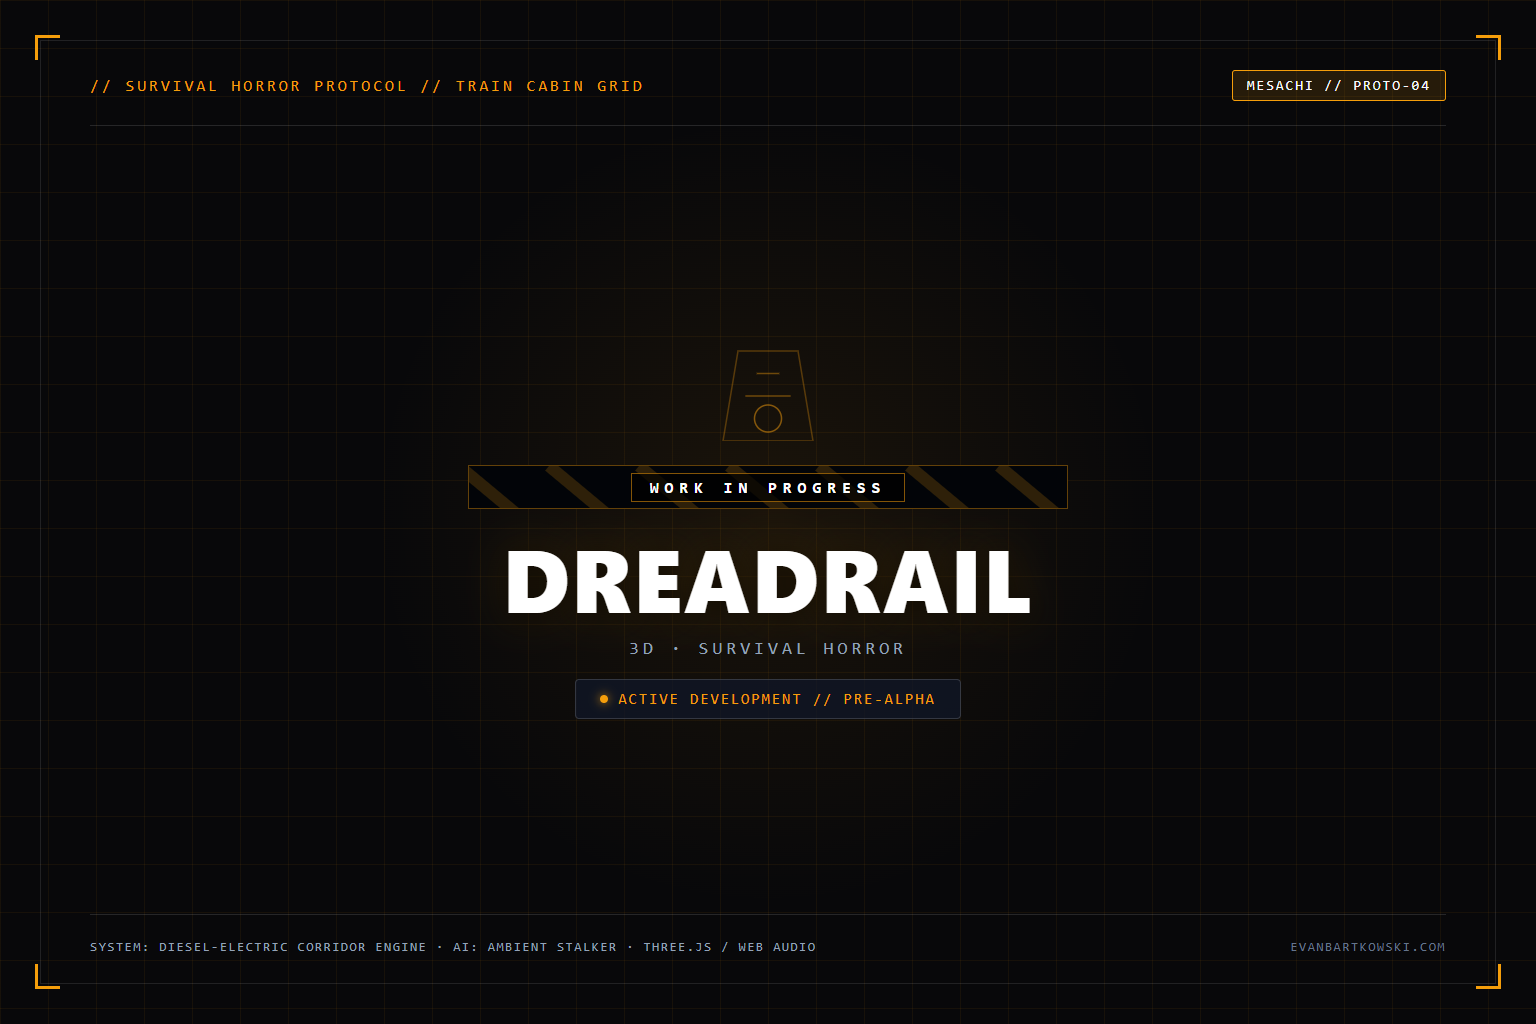 // SURVIVAL HORROR PROTOCOL // TRAIN CABIN GRID
MESACHI // PROTO-04
WORK IN PROGRESS
DREADRAIL
3D · SURVIVAL HORROR
ACTIVE DEVELOPMENT // PRE-ALPHA
SYSTEM: DIESEL-ELECTRIC CORRIDOR ENGINE · AI: AMBIENT STALKER · THREE.JS / WEB AUDIO
EVANBARTKOWSKI.COM